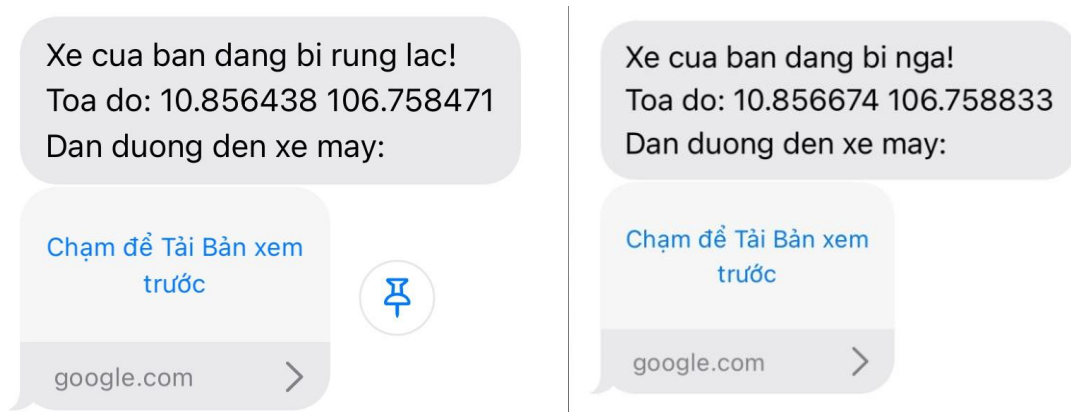 Xe cua ban dang bi rung lac!
Toa do: 10.856438 106.758471
Dan duong den xe may:
Chạm để Tải Bản xem
trước
google.com
Xe cua ban dang bi nga!
Toa do: 10.856674 106.758833
Dan duong den xe may:
Chạm để Tải Bản xem
trước
google.com